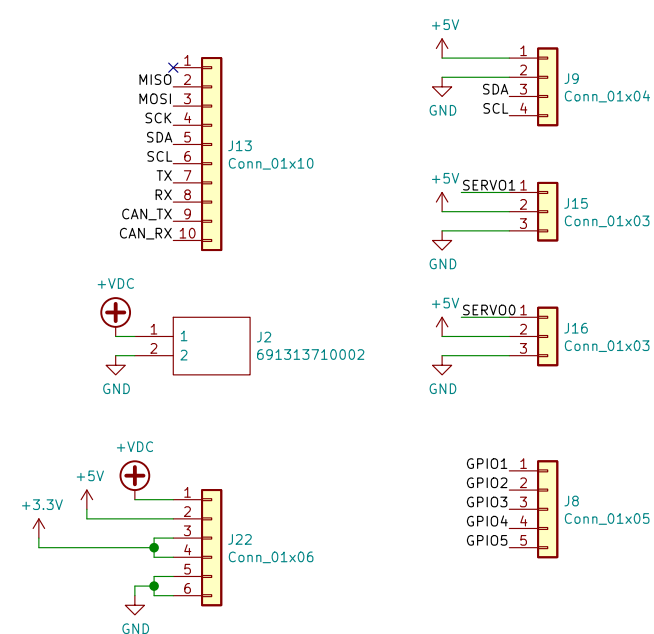 1
MISO 2
MOSI 3
SCK 4
SDA 5
SCL 6
TX 7
RX 8
CAN_TX 9
CAN_RX 10
J13
Conn_01x10
+5V
1
2
SDA 3
SCL 4
GND
J9
Conn_01x04
+5V
SERVO1 1
2
3
GND
J15
Conn_01x03
+VDC
1 1
2 2
GND
J2
691313710002
+5V
SERVO0 1
2
3
GND
J16
Conn_01x03
+VDC
+5V
+3.3V
1
2
3
4
5
6
GND
J22
Conn_01x06
GPIO1 1
GPIO2 2
GPIO3 3
GPIO4 4
GPIO5 5
J8
Conn_01x05